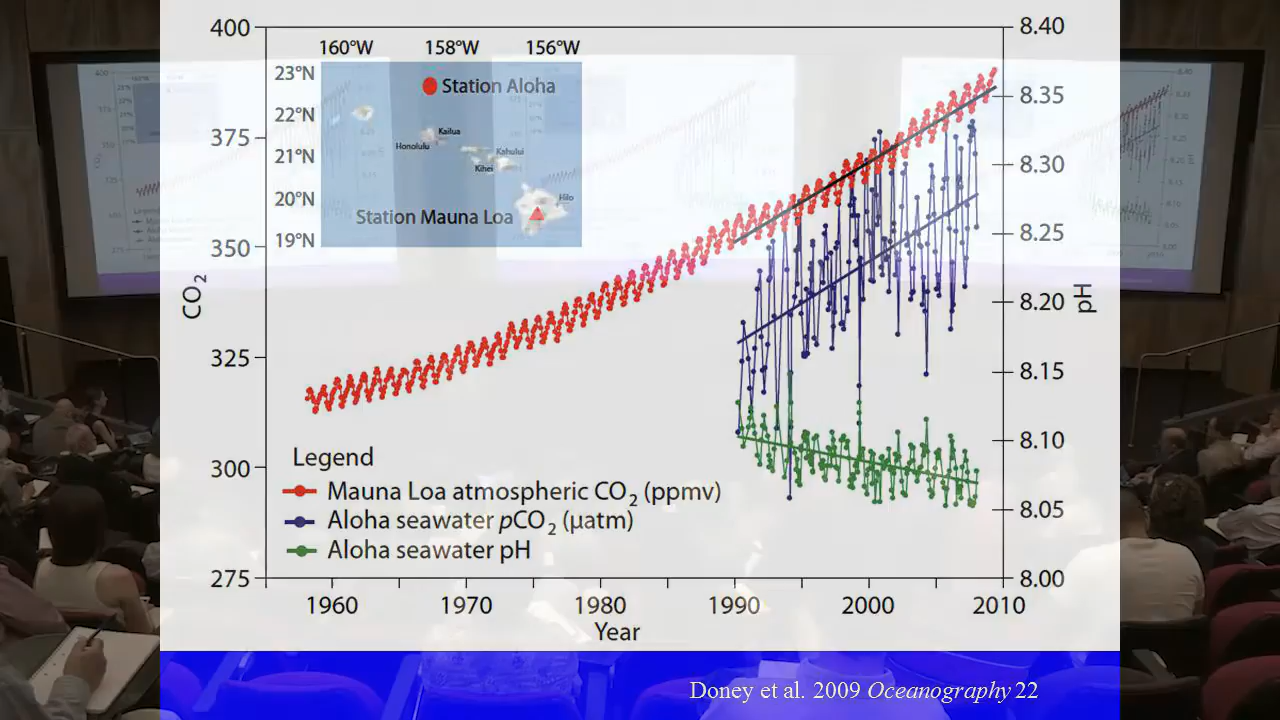 400
8.40
160°W 158°W 156°W
23°N
Station Aloha
8.35
22°N
375
Kailua
Honolulu
21°N
Kahului
8.30
Kihei
20°N
Hilo
Station Mauna Loa
19°N
350
8.25
CO2
pH
8.20
325
8.15
8.10
300
Legend
Mauna Loa atmospheric CO2 (ppmv)
8.05
Aloha seawater pCO2 (µatm)
Aloha seawater pH
275
8.00
1960 1970 1980 1990 2000 2010
Year
Doney et al. 2009 Oceanography 22